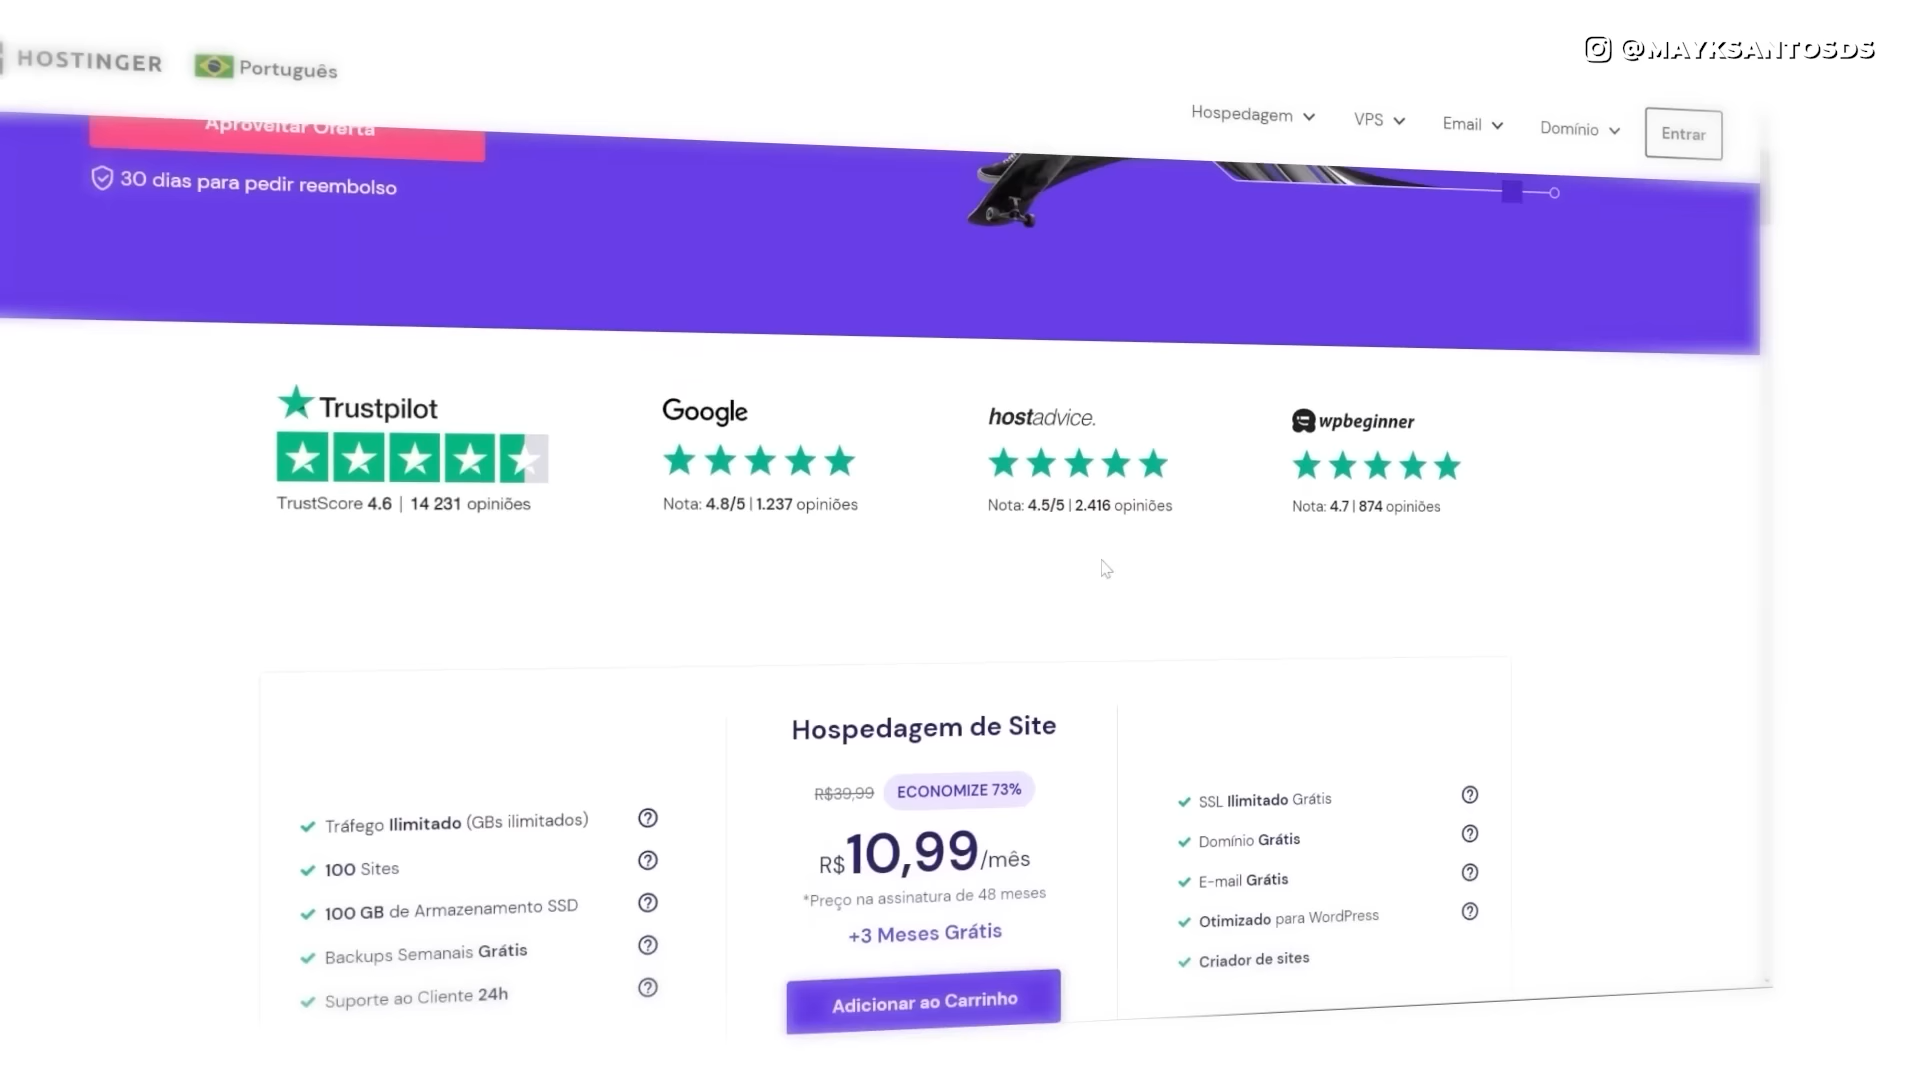 @MAYKSANTOSDS
HOSTINGER
Português
Hospedagem
VPS
Email
Domínio
Entrar
Aproveitar Oferta
30 dias para pedir reembolso
Trustpilot
TrustScore 4.6 | 14 231 opiniões
Google
Nota: 4.8/5 | 1.237 opiniões
hostadvice.
Nota: 4.5/5 | 2.416 opiniões
wpbeginner
Nota: 4.7 | 874 opiniões
Tráfego Ilimitado (GBs ilimitados)
100 Sites
100 GB de Armazenamento SSD
Backups Semanais Grátis
Suporte ao Cliente 24h
Hospedagem de Site
R$39,99 ECONOMIZE 73%
R$10,99/mês
*Preço na assinatura de 48 meses
+3 Meses Grátis
Adicionar ao Carrinho
SSL Ilimitado Grátis
Domínio Grátis
E-mail Grátis
Otimizado para WordPress
Criador de sites